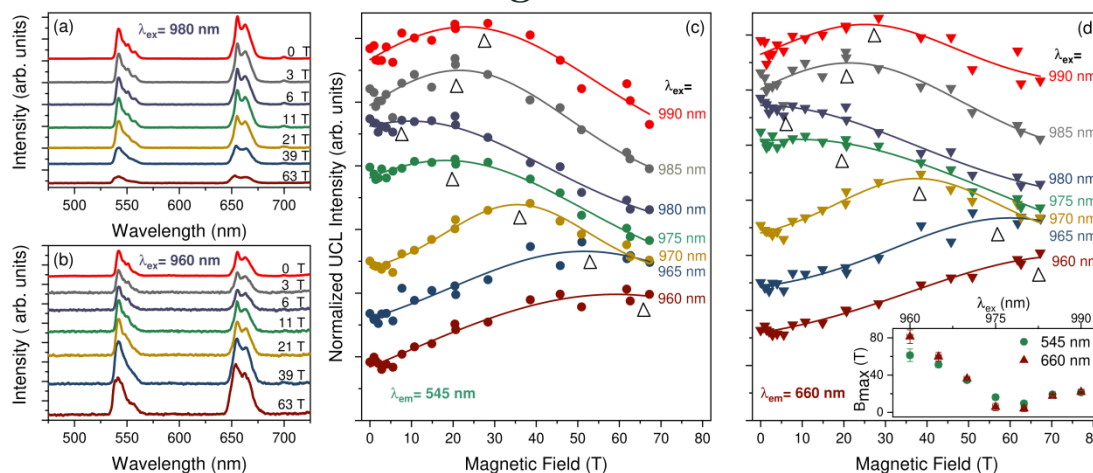 (a)
λex= 980 nm
0 T
3 T
6 T
11 T
21 T
39 T
63 T
Intensity (arb. units)
500 550 600 650 700
Wavelength (nm)
(b)
λex= 960 nm
0 T
3 T
6 T
11 T
21 T
39 T
63 T
Intensity ( arb. units)
500 550 600 650 700
Wavelength (nm)
(c)
λex=
990 nm
985 nm
980 nm
975 nm
970 nm
965 nm
960 nm
λem= 545 nm
Normalized UCL Intensity (arb. units)
0 10 20 30 40 50 60 70 80
Magnetic Field (T)
(d)
λex=
990 nm
985 nm
980 nm
975 nm
970 nm
965 nm
960 nm
λem= 660 nm
λex (nm)
960 975 990
545 nm
660 nm
80
40
0
Bmax (T)
0 10 20 30 40 50 60 70 80
Magnetic Field (T)